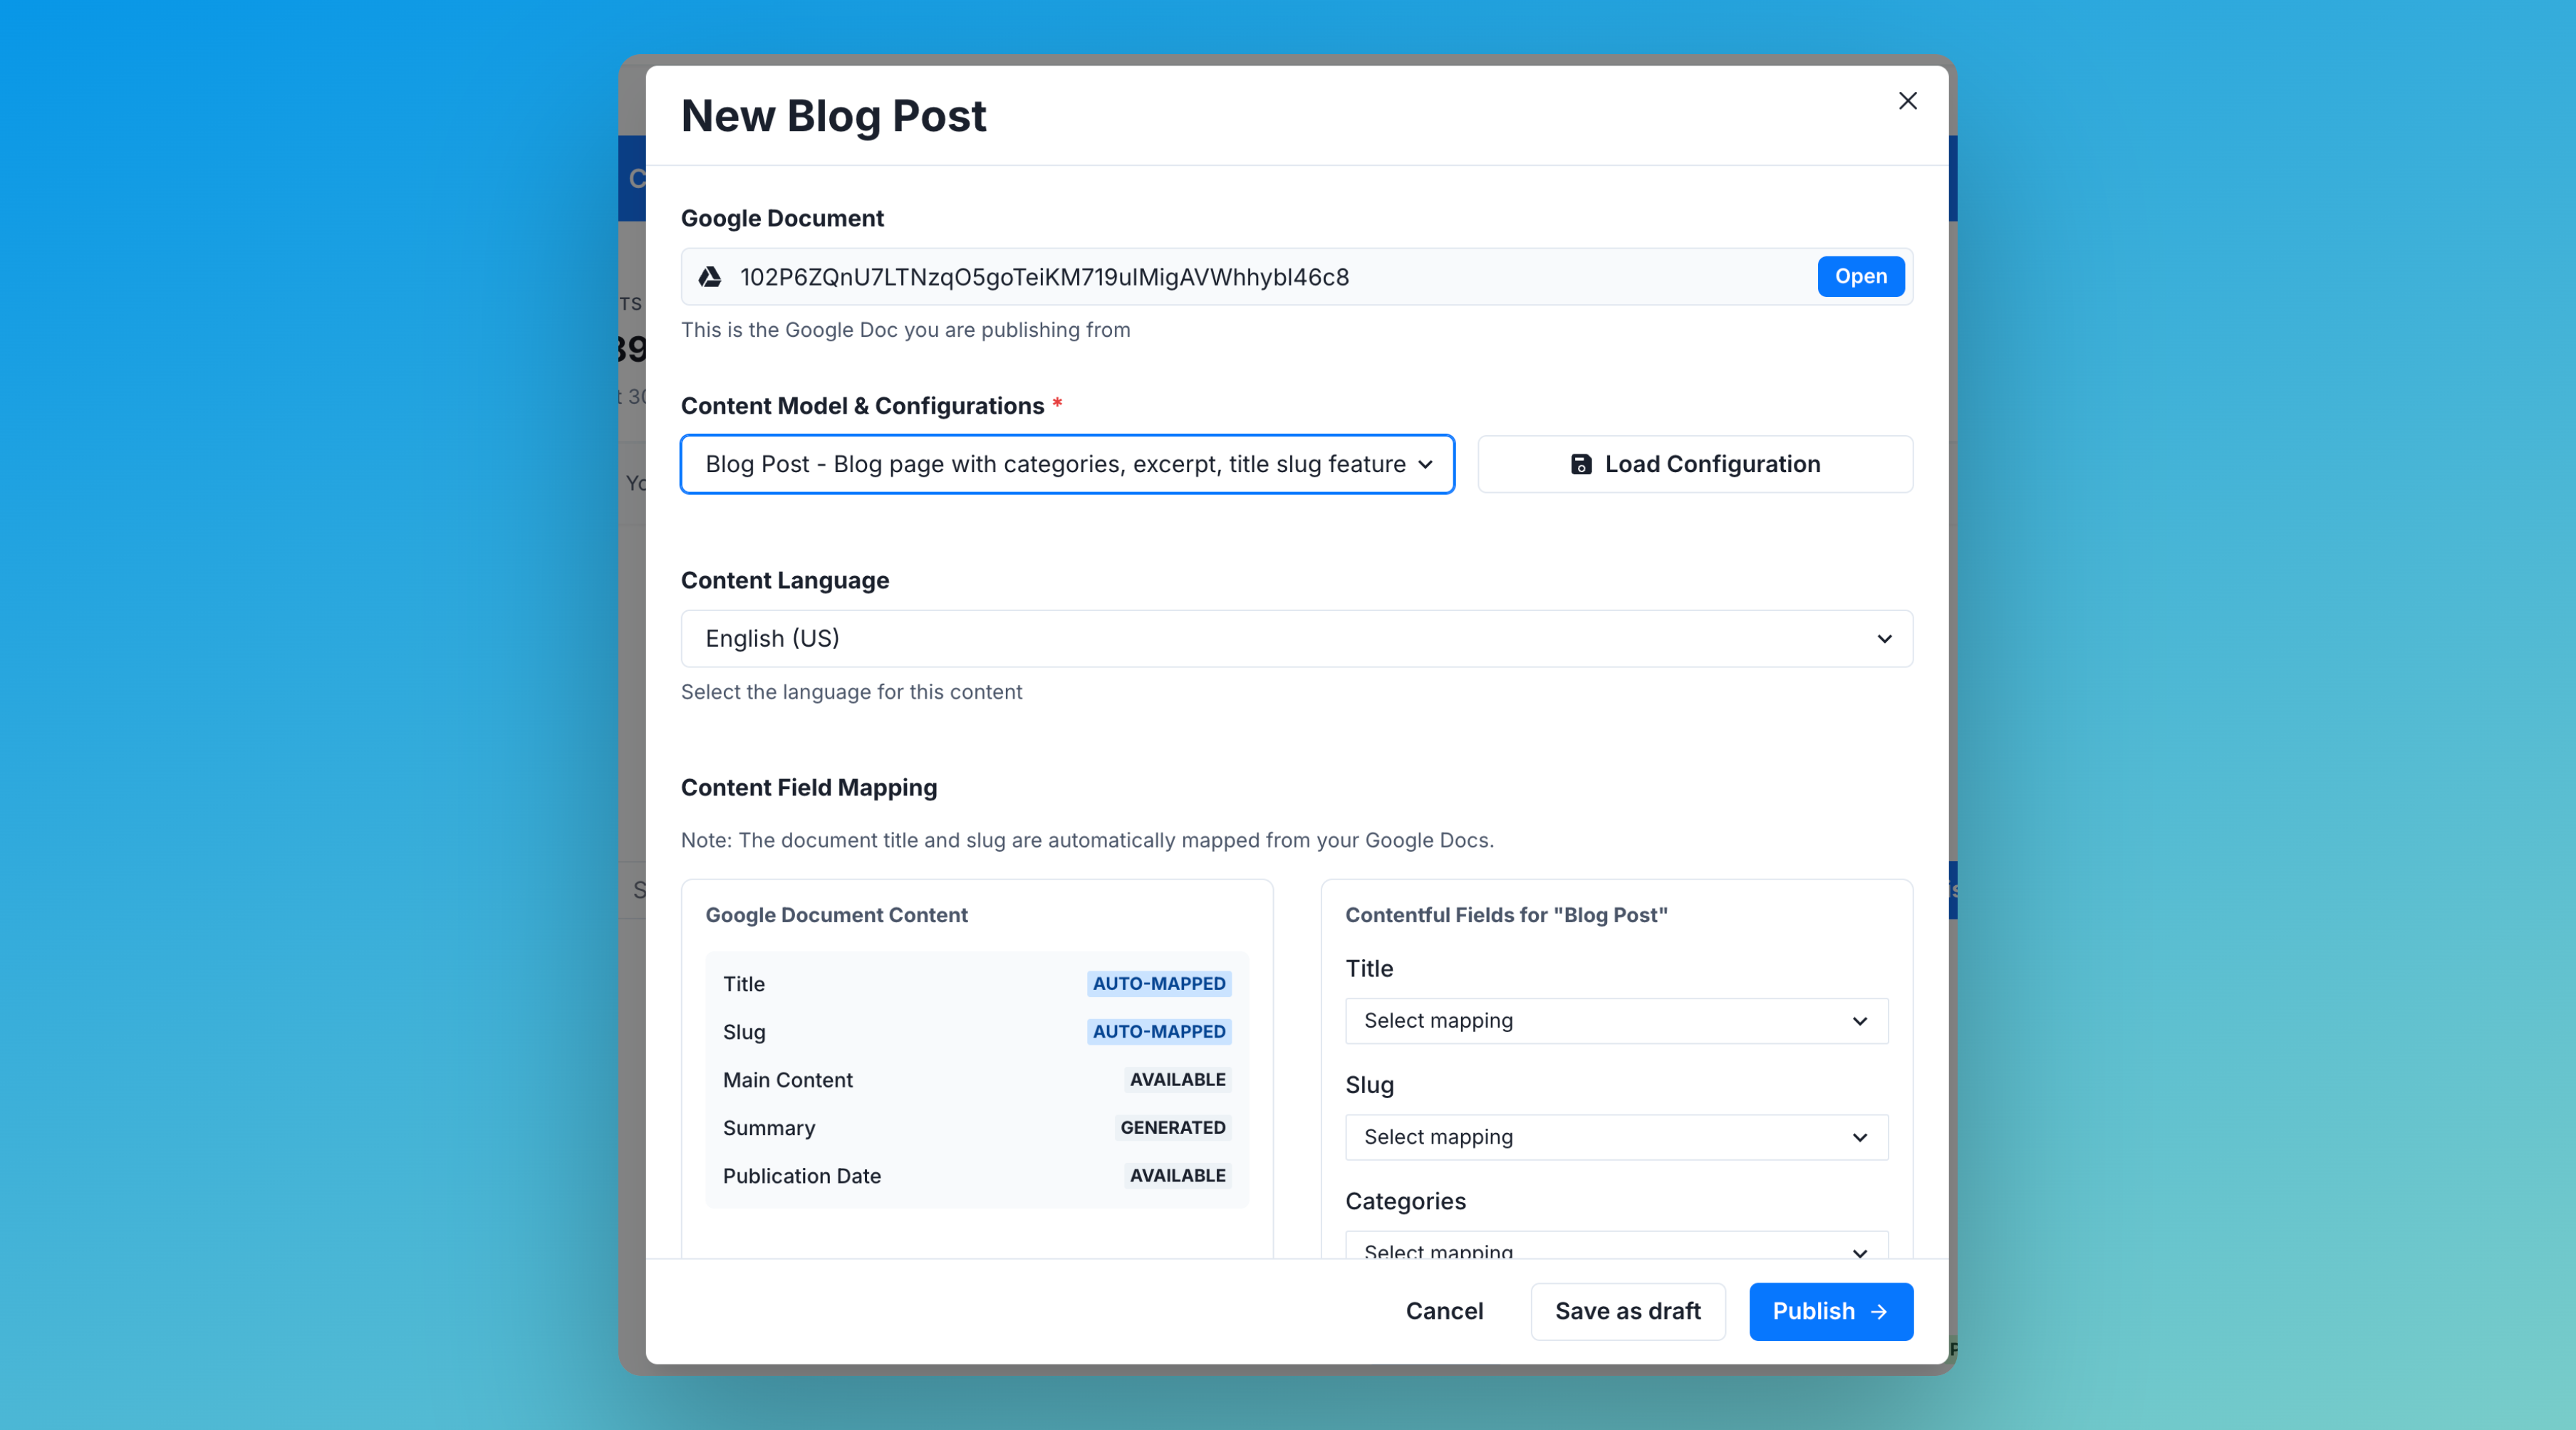 New Blog Post
Google Document
102P6ZQnU7LTNzqO5goTeiKM719uIMigAVWhhybI46c8
Open
This is the Google Doc you are publishing from
Content Model & Configurations *
Blog Post - Blog page with categories, excerpt, title slug feature
Load Configuration
Content Language
English (US)
Select the language for this content
Content Field Mapping
Note: The document title and slug are automatically mapped from your Google Docs.
Google Document Content
Title AUTO-MAPPED
Slug AUTO-MAPPED
Main Content AVAILABLE
Summary GENERATED
Publication Date AVAILABLE
Contentful Fields for "Blog Post"
Title
Select mapping
Slug
Select mapping
Categories
Select mapping
Cancel
Save as draft
Publish